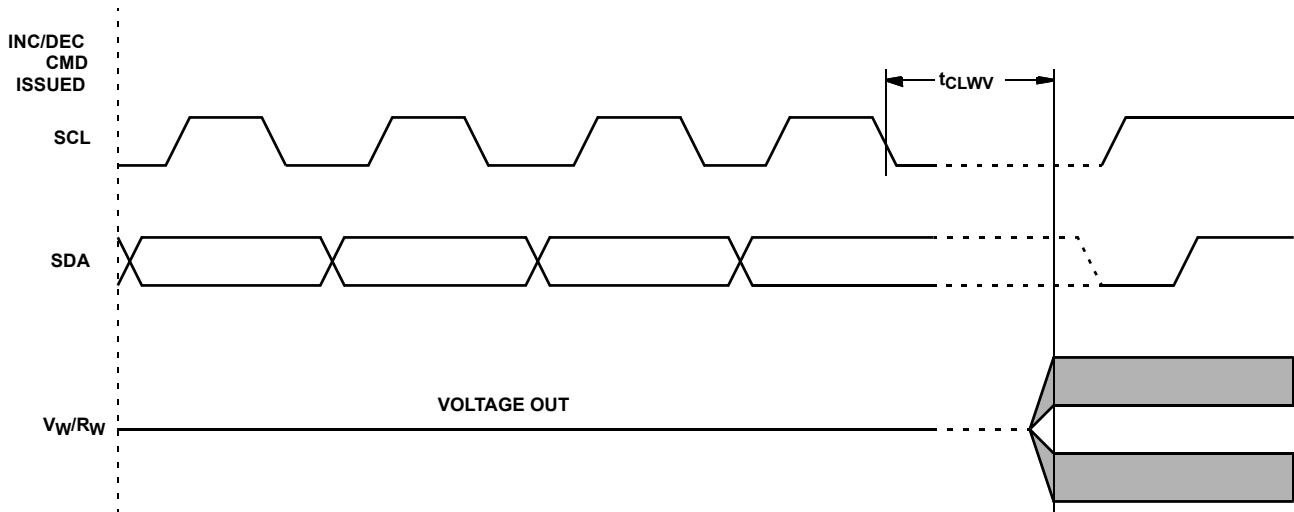 INC/DEC
CMD
ISSUED
tCLWV
SCL
SDA
VOLTAGE OUT
VW/RW